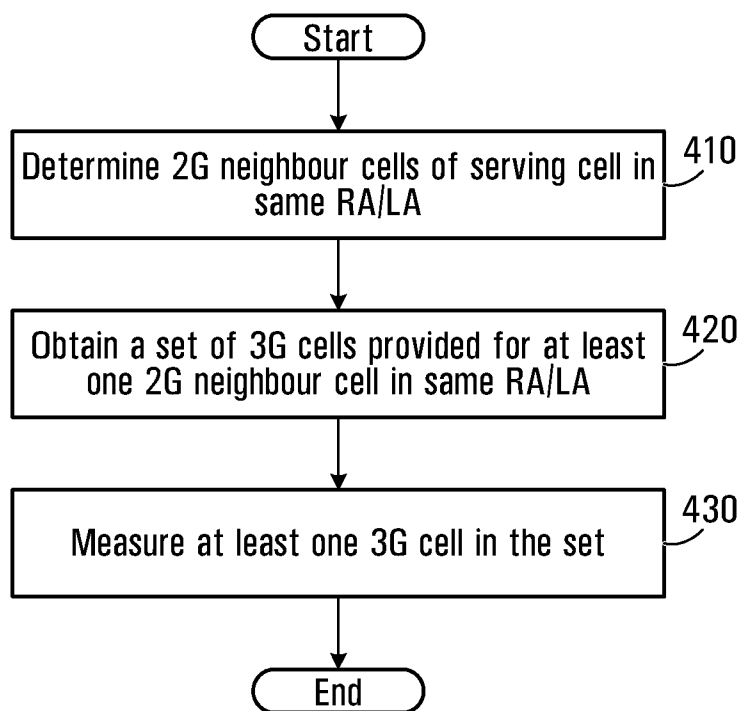 Start
Determine 2G neighbour cells of serving cell in
same RA/LA
410
Obtain a set of 3G cells provided for at least
one 2G neighbour cell in same RA/LA
420
Measure at least one 3G cell in the set
430
End